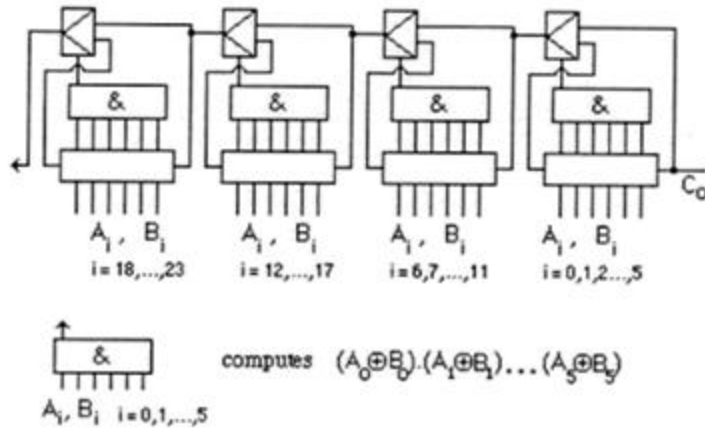 & & & &
C₀
Aᵢ , Bᵢ Aᵢ , Bᵢ Aᵢ , Bᵢ Aᵢ , Bᵢ
i = 18,...,23 i = 12,...,17 i = 6,7,...,11 i = 0,1,2...,5
& computes (A₀⊕B₀).(A₁⊕B₁)...(A₅⊕B₅)
Aᵢ, Bᵢ i = 0,1,...,5